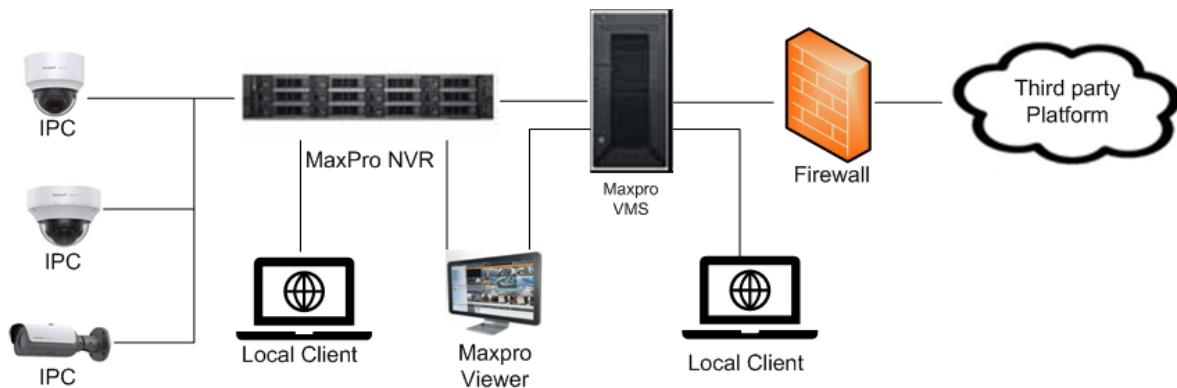 IPC
IPC
IPC
MaxPro NVR
Local Client
Maxpro
Viewer
Maxpro
VMS
Local Client
Firewall
Third party
Platform